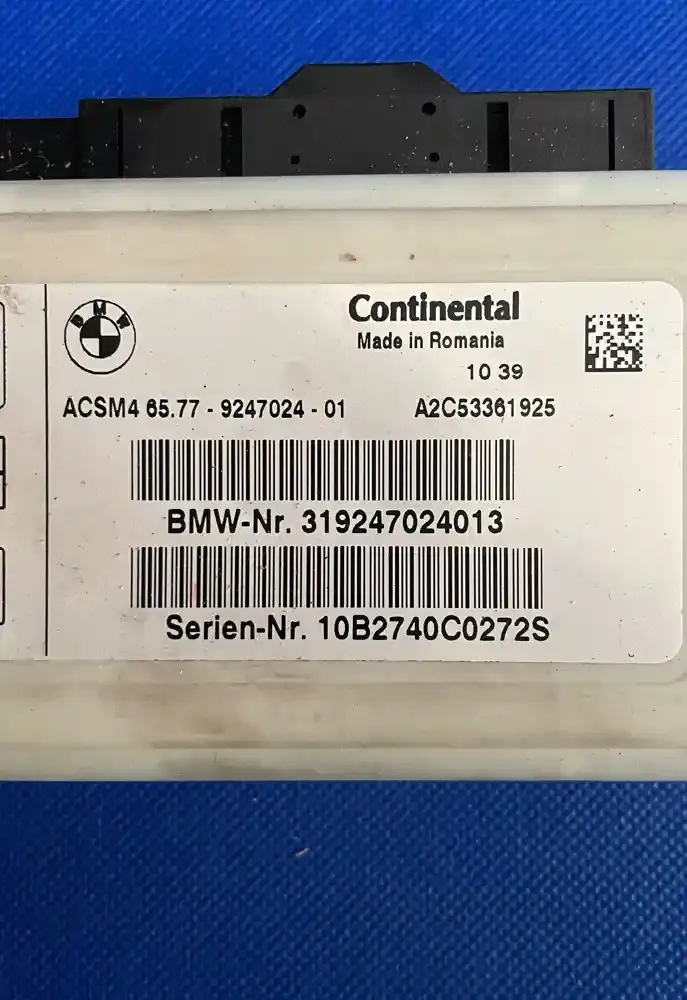 BMW
Continental
Made in Romania
10 39
ACSM4 65.77 - 9247024 - 01 A2C53361925
BMW-Nr. 319247024013
Serien-Nr. 10B2740C0272S